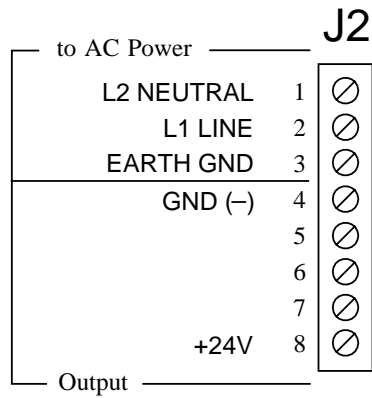 J2
to AC Power
L2 NEUTRAL 1
L1 LINE 2
EARTH GND 3
GND (–) 4
5
6
7
+24V 8
Output